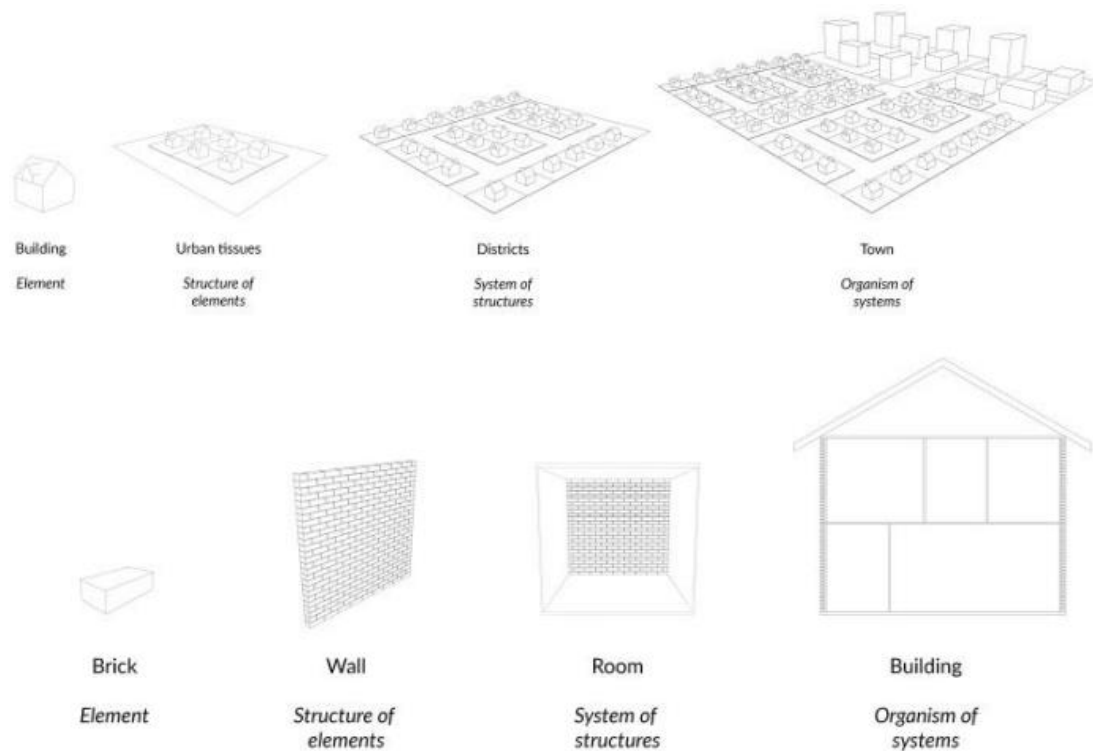 Building
Urban tissues
Districts
Town
Element
Structure of
elements
System of
structures
Organism of
systems
Brick
Wall
Room
Building
Element
Structure of
elements
System of
structures
Organism of
systems